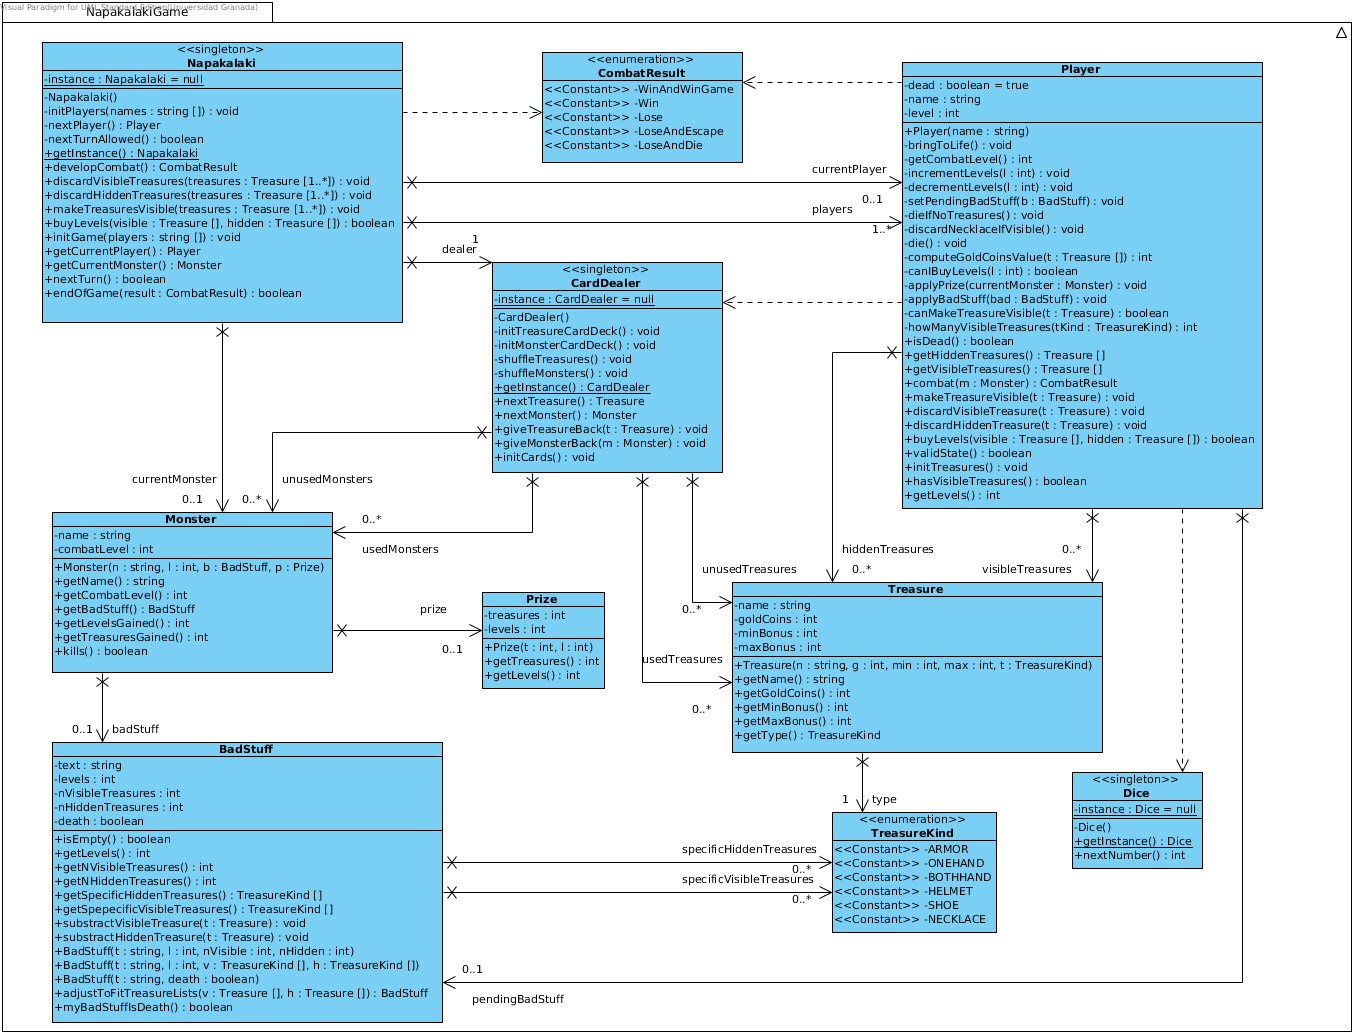 Visual Paradigm for UML Standard Edition(Universidad Granada)
NapakalakiGame
<<singleton>>
Napakalaki
-instance : Napakalaki = null
-Napakalaki()
-initPlayers(names : string []) : void
-nextPlayer() : Player
-nextTurnAllowed() : boolean
+getInstance() : Napakalaki
+developCombat() : CombatResult
+discardVisibleTreasures(treasures : Treasure [1..*]) : void
+discardHiddenTreasures(treasures : Treasure [1..*]) : void
+makeTreasuresVisible(treasures : Treasure [1..*]) : void
+buyLevels(visible : Treasure [], hidden : Treasure []) : boolean
+initGame(players : string []) : void
+getCurrentPlayer() : Player
+getCurrentMonster() : Monster
+nextTurn() : boolean
+endOfGame(result : CombatResult) : boolean
<<enumeration>>
CombatResult
<<Constant>> -WinAndWinGame
<<Constant>> -Win
<<Constant>> -Lose
<<Constant>> -LoseAndEscape
<<Constant>> -LoseAndDie
Player
-dead : boolean = true
-name : string
-level : int
+Player(name : string)
-bringToLife() : void
-getCombatLevel() : int
-incrementLevels(l : int) : void
-decrementLevels(l : int) : void
-setPendingBadStuff(b : BadStuff) : void
-dieIfNoTreasures() : void
-discardNecklaceIfVisible() : void
-die() : void
-computeGoldCoinsValue(t : Treasure []) : int
-canIBuyLevels(l : int) : boolean
-applyPrize(currentMonster : Monster) : void
-applyBadStuff(bad : BadStuff) : void
-canMakeTreasureVisible(t : Treasure) : boolean
-howManyVisibleTreasures(tKind : TreasureKind) : int
+isDead() : boolean
+getHiddenTreasures() : Treasure []
+getVisibleTreasures() : Treasure []
+combat(m : Monster) : CombatResult
+makeTreasureVisible(t : Treasure) : void
+discardVisibleTreasure(t : Treasure) : void
+discardHiddenTreasure(t : Treasure) : void
+buyLevels(visible : Treasure [], hidden : Treasure []) : boolean
+validState() : boolean
+initTreasures() : void
+hasVisibleTreasures() : boolean
+getLevels() : int
currentPlayer
0..1
players
1..*
1
dealer
<<singleton>>
CardDealer
-instance : CardDealer = null
-CardDealer()
-initTreasureCardDeck() : void
-initMonsterCardDeck() : void
-shuffleTreasures() : void
-shuffleMonsters() : void
+getInstance() : CardDealer
+nextTreasure() : Treasure
+nextMonster() : Monster
+giveTreasureBack(t : Treasure) : void
+giveMonsterBack(m : Monster) : void
+initCards() : void
currentMonster
0..1
unusedMonsters
0..*
0..*
usedMonsters
Monster
-name : string
-combatLevel : int
+Monster(n : string, l : int, b : BadStuff, p : Prize)
+getName() : string
+getCombatLevel() : int
+getBadStuff() : BadStuff
+getLevelsGained() : int
+getTreasuresGained() : int
+kills() : boolean
prize
0..1
Prize
-treasures : int
-levels : int
+Prize(t : int, l : int)
+getTreasures() : int
+getLevels() : int
hiddenTreasures
0..*
0..*
visibleTreasures
unusedTreasures
0..*
usedTreasures
0..*
Treasure
-name : string
-goldCoins : int
-minBonus : int
-maxBonus : int
+Treasure(n : string, g : int, min : int, max : int, t : TreasureKind)
+getName() : string
+getGoldCoins() : int
+getMinBonus() : int
+getMaxBonus() : int
+getType() : TreasureKind
0..1 badStuff
BadStuff
-text : string
-levels : int
-nVisibleTreasures : int
-nHiddenTreasures : int
-death : boolean
+isEmpty() : boolean
+getLevels() : int
+getNVisibleTreasures() : int
+getNHiddenTreasures() : int
+getSpecificHiddenTreasures() : TreasureKind []
+getSpepecificVisibleTreasures() : TreasureKind []
+substractVisibleTreasure(t : Treasure) : void
+substractHiddenTreasure(t : Treasure) : void
+BadStuff(t : string, l : int, nVisible : int, nHidden : int)
+BadStuff(t : string, l : int, v : TreasureKind [], h : TreasureKind [])
+BadStuff(t : string, death : boolean)
+adjustToFitTreasureLists(v : Treasure [], h : Treasure []) : BadStuff
+myBadStuffIsDeath() : boolean
1 type
<<enumeration>>
TreasureKind
<<Constant>> -ARMOR
<<Constant>> -ONEHAND
<<Constant>> -BOTHHAND
<<Constant>> -HELMET
<<Constant>> -SHOE
<<Constant>> -NECKLACE
specificHiddenTreasures
0..*
specificVisibleTreasures
0..*
<<singleton>>
Dice
-instance : Dice = null
-Dice()
+getInstance() : Dice
+nextNumber() : int
0..1
pendingBadStuff